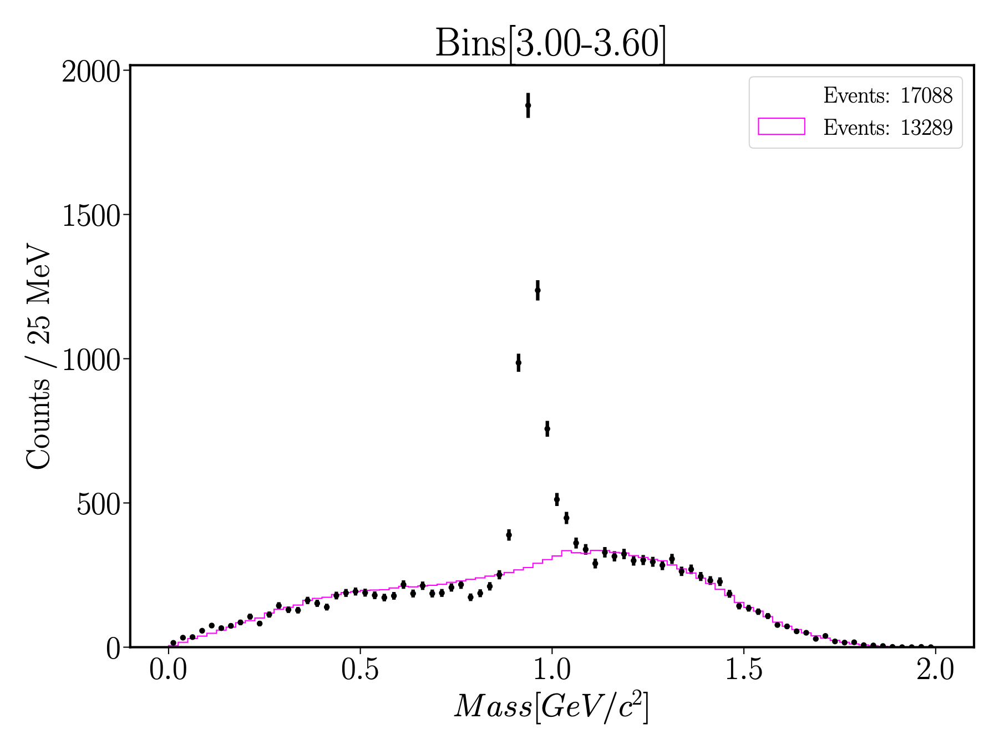 Bins[3.00-3.60]
Events: 17088
Events: 13289
Counts / 25 MeV
2000
1500
1000
500
0
0.0 0.5 1.0 1.5 2.0
Mass[GeV/c²]